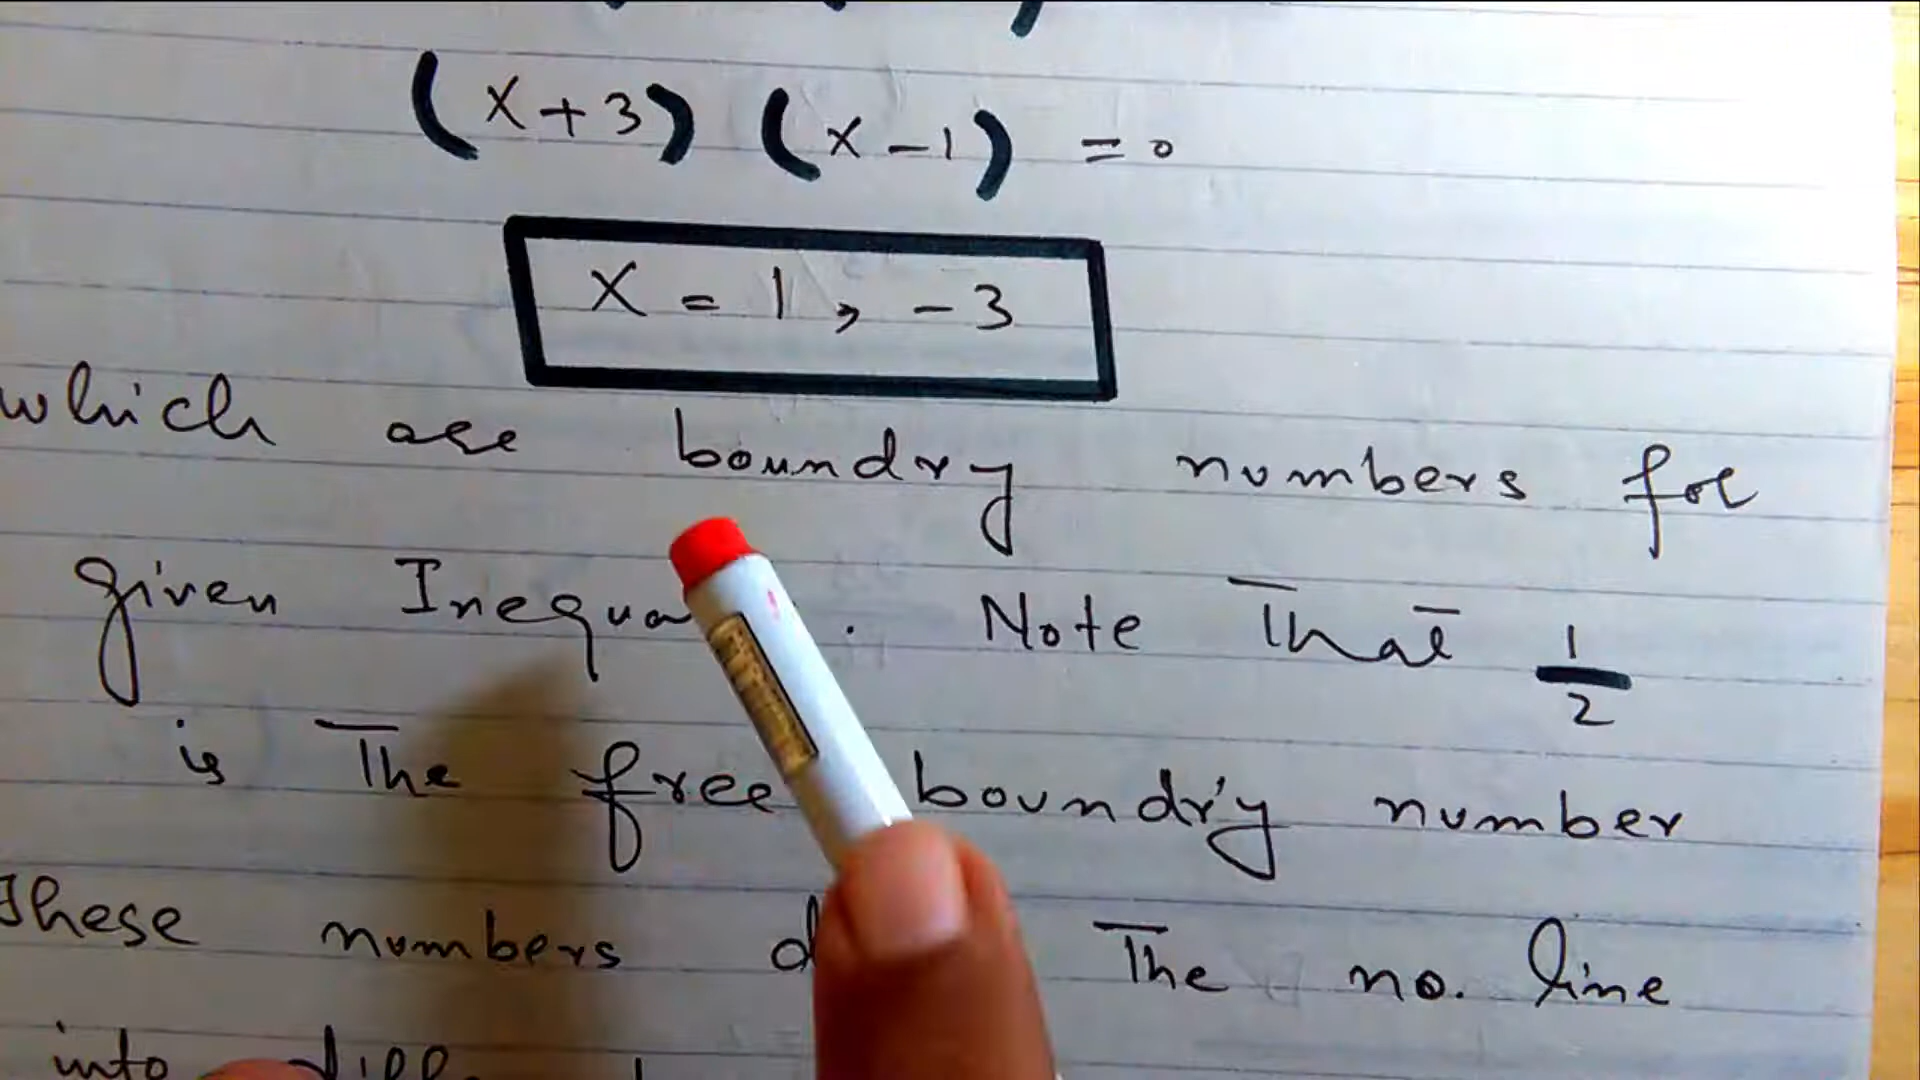 (x+3) (x-1) = 0
x = 1, -3
which are boundry numbers for
given . Note That 1/2
is The free boundry number
These numbers The no. line
into